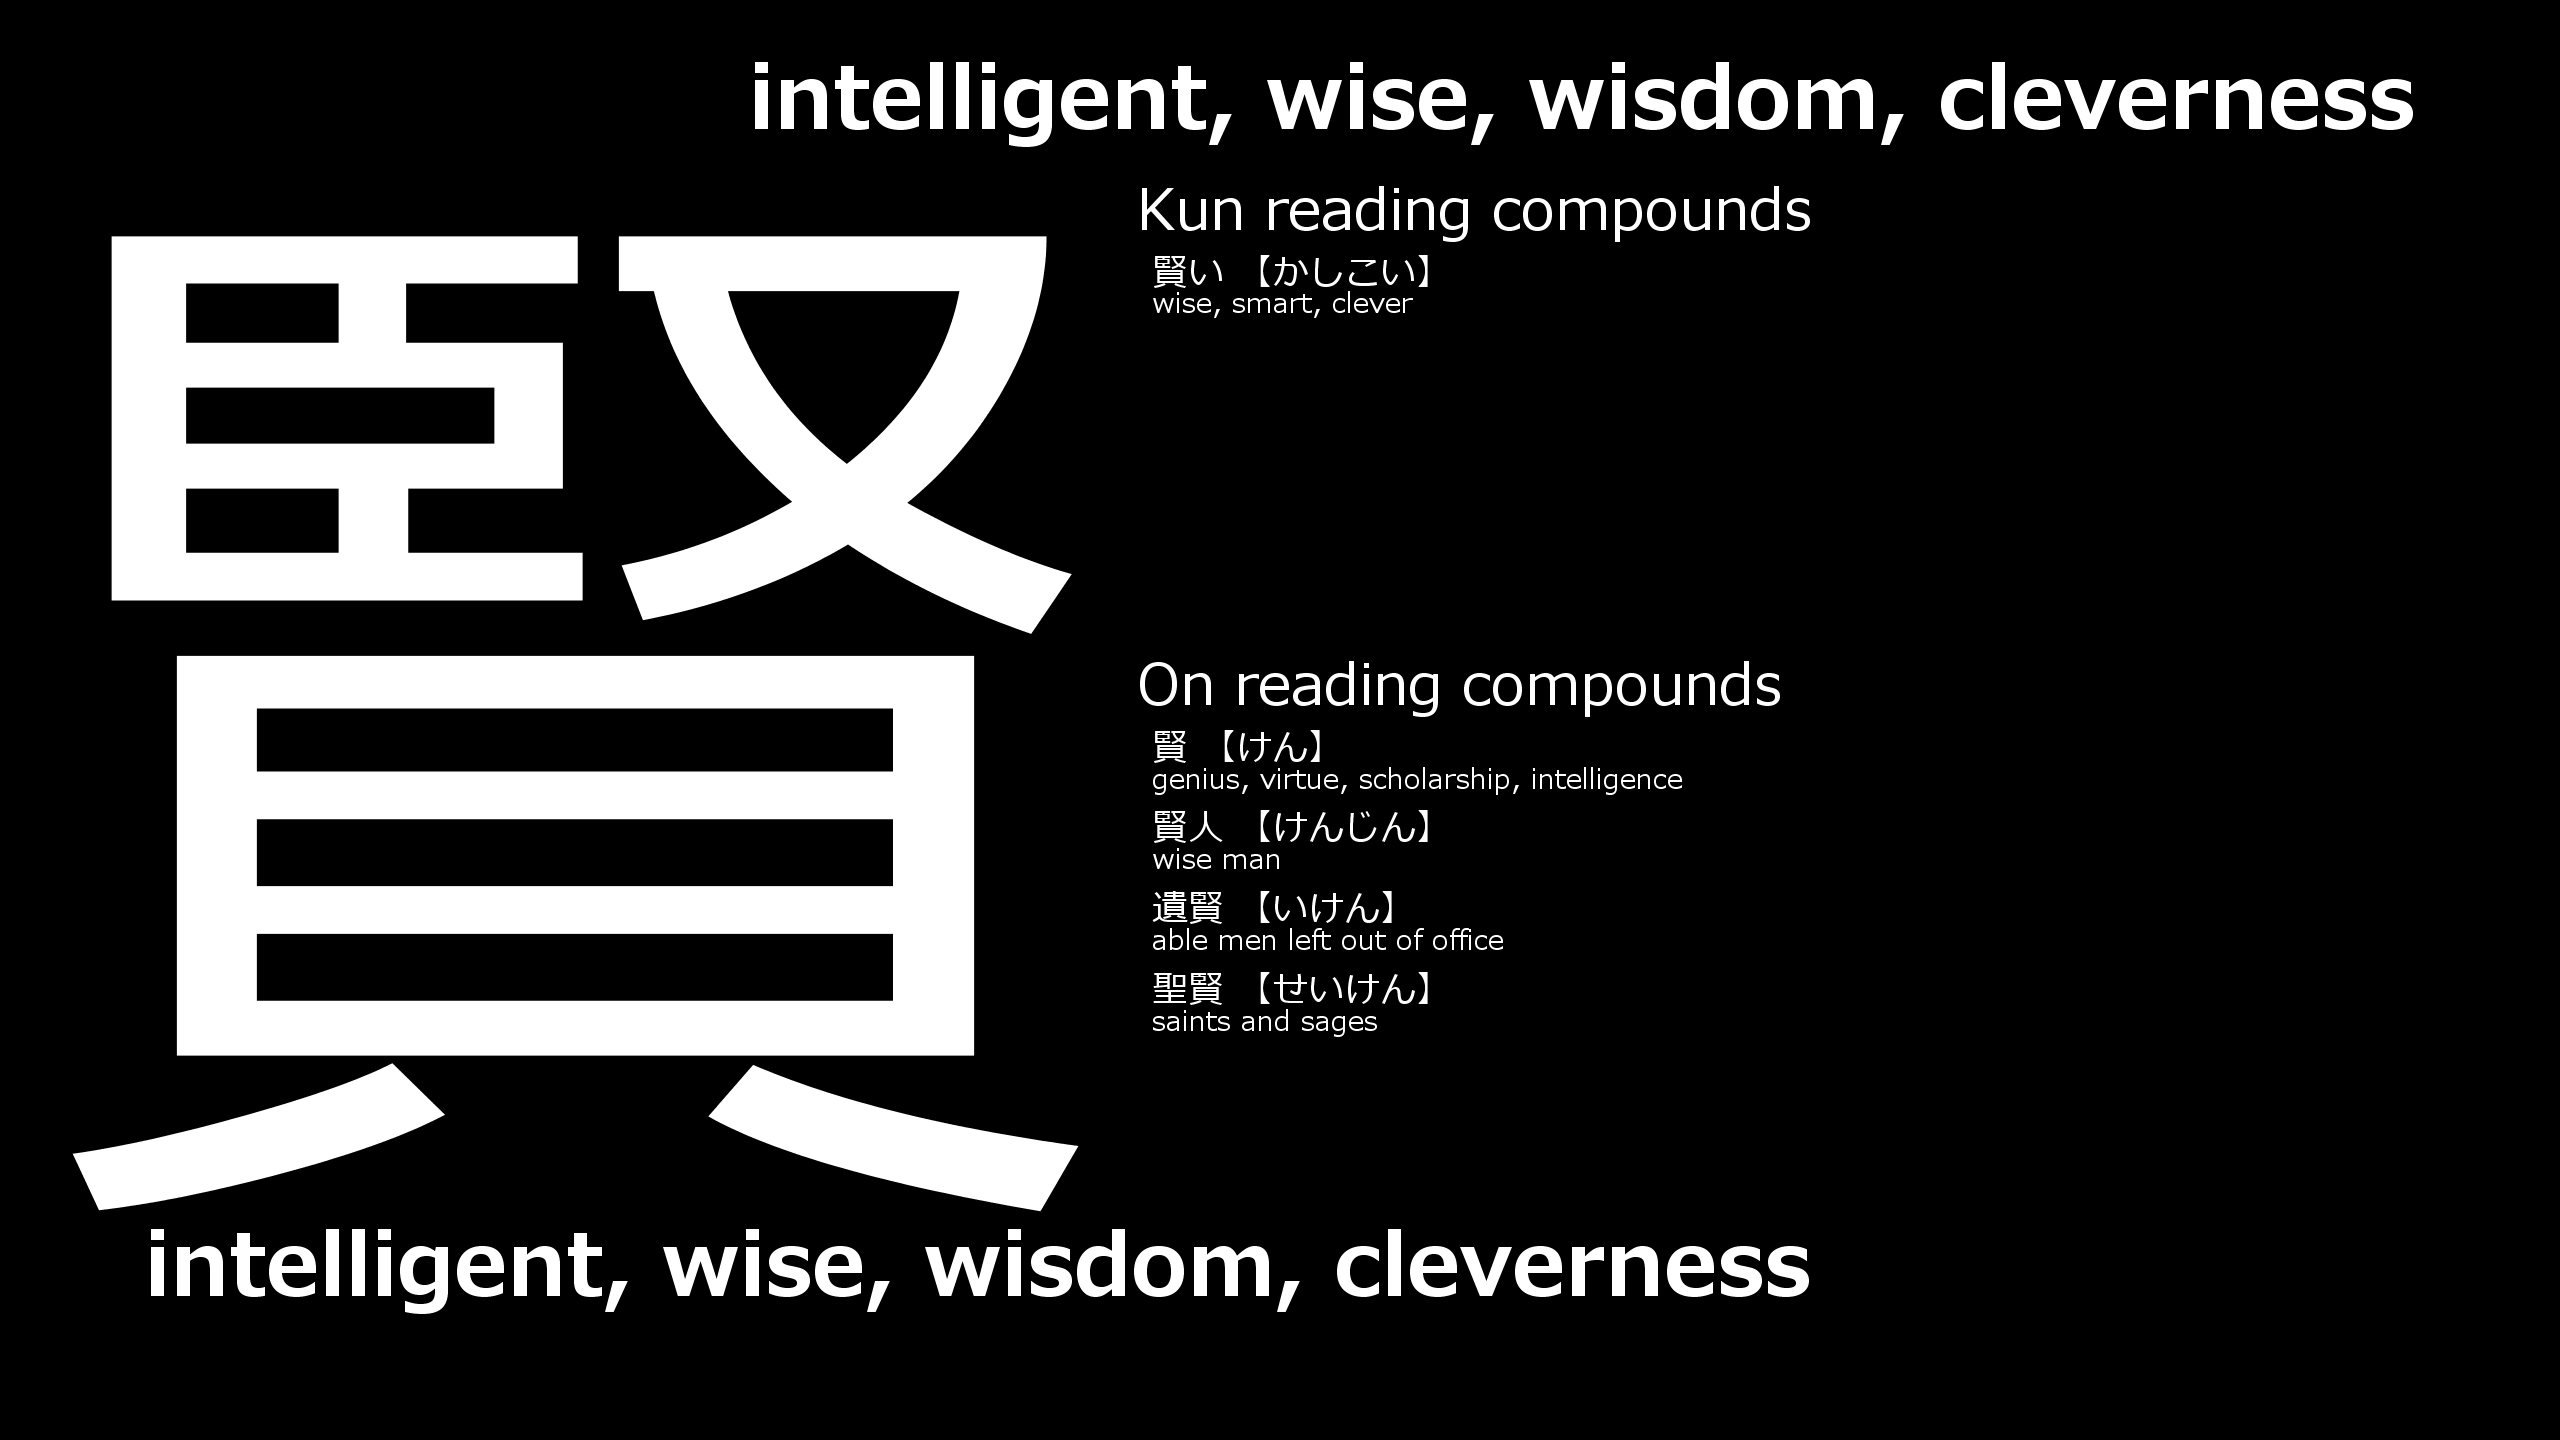 intelligent, wise, wisdom, cleverness
賢
Kun reading compounds
賢い 【かしこい】
wise, smart, clever
On reading compounds
賢 【けん】
genius, virtue, scholarship, intelligence
賢人 【けんじん】
wise man
遺賢 【いけん】
able men left out of office
聖賢 【せいけん】
saints and sages
intelligent, wise, wisdom, cleverness